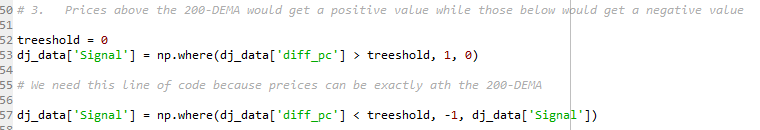 50 # 3.   Prices above the 200-DEMA would get a positive value while those below would get a negative value
51
52 treeshold = 0
53 dj_data['Signal'] = np.where(dj_data['diff_pc'] > treeshold, 1, 0)
54
55 # We need this line of code because preices can be exactly ath the 200-DEMA
56
57 dj_data['Signal'] = np.where(dj_data['diff_pc'] < treeshold, -1, dj_data['Signal'])